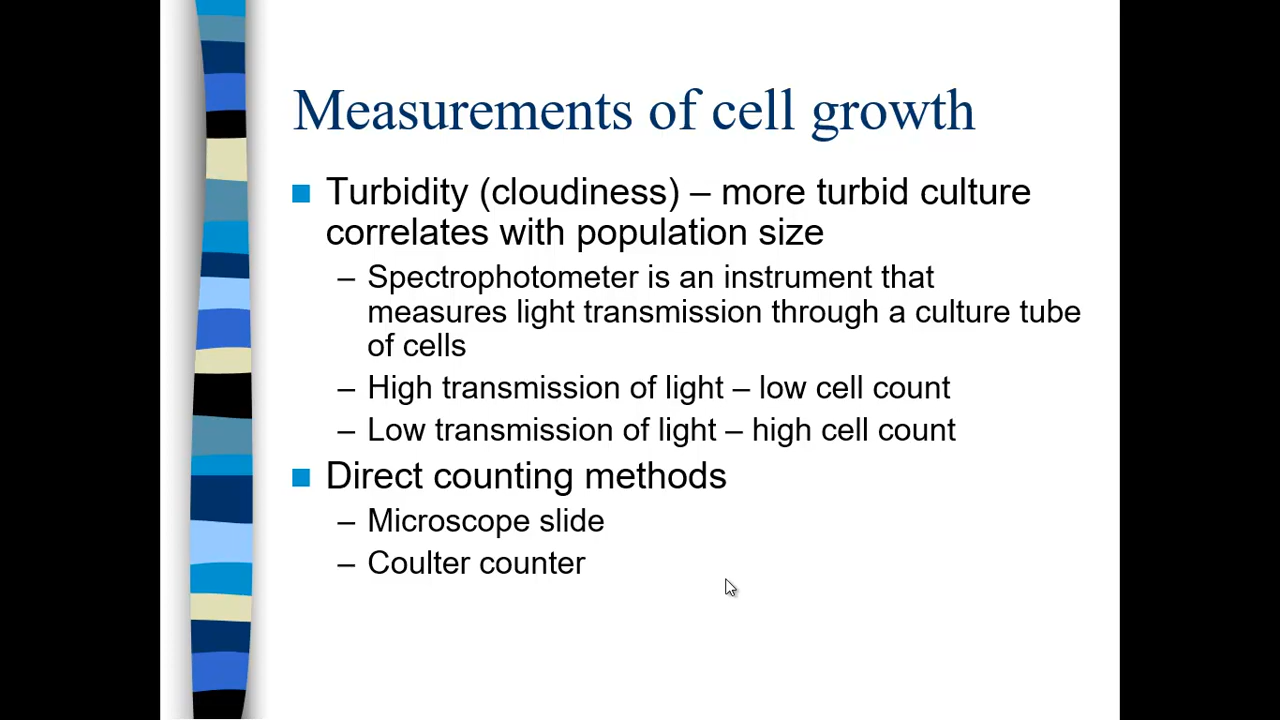 Measurements of cell growth
Turbidity (cloudiness) – more turbid culture
correlates with population size
– Spectrophotometer is an instrument that
measures light transmission through a culture tube
of cells
– High transmission of light – low cell count
– Low transmission of light – high cell count
Direct counting methods
– Microscope slide
– Coulter counter